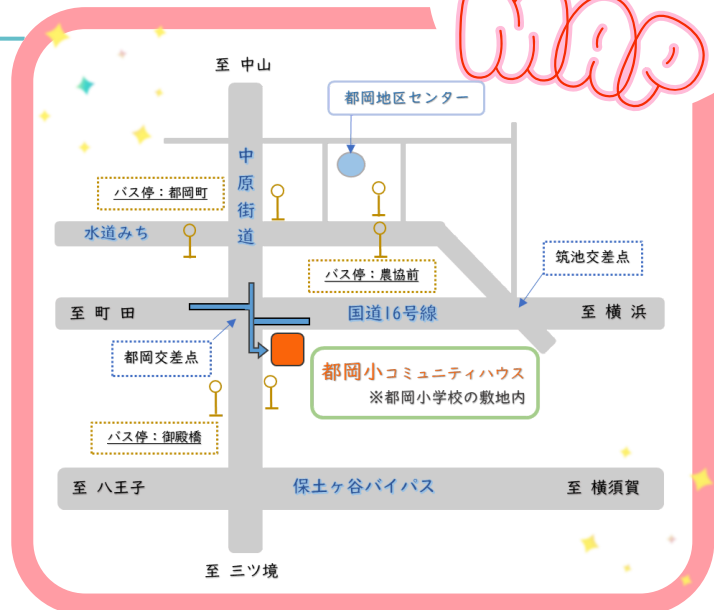 MAP
至 中山
都岡地区センター
中原街道
バス停：都岡町
水道みち
筑池交差点
バス停：農協前
至 町田
国道16号線
至 横浜
都岡交差点
都岡小コミュニティハウス
※都岡小学校の敷地内
バス停：御殿橋
至 八王子
保土ヶ谷バイパス
至 横須賀
至 三ツ境